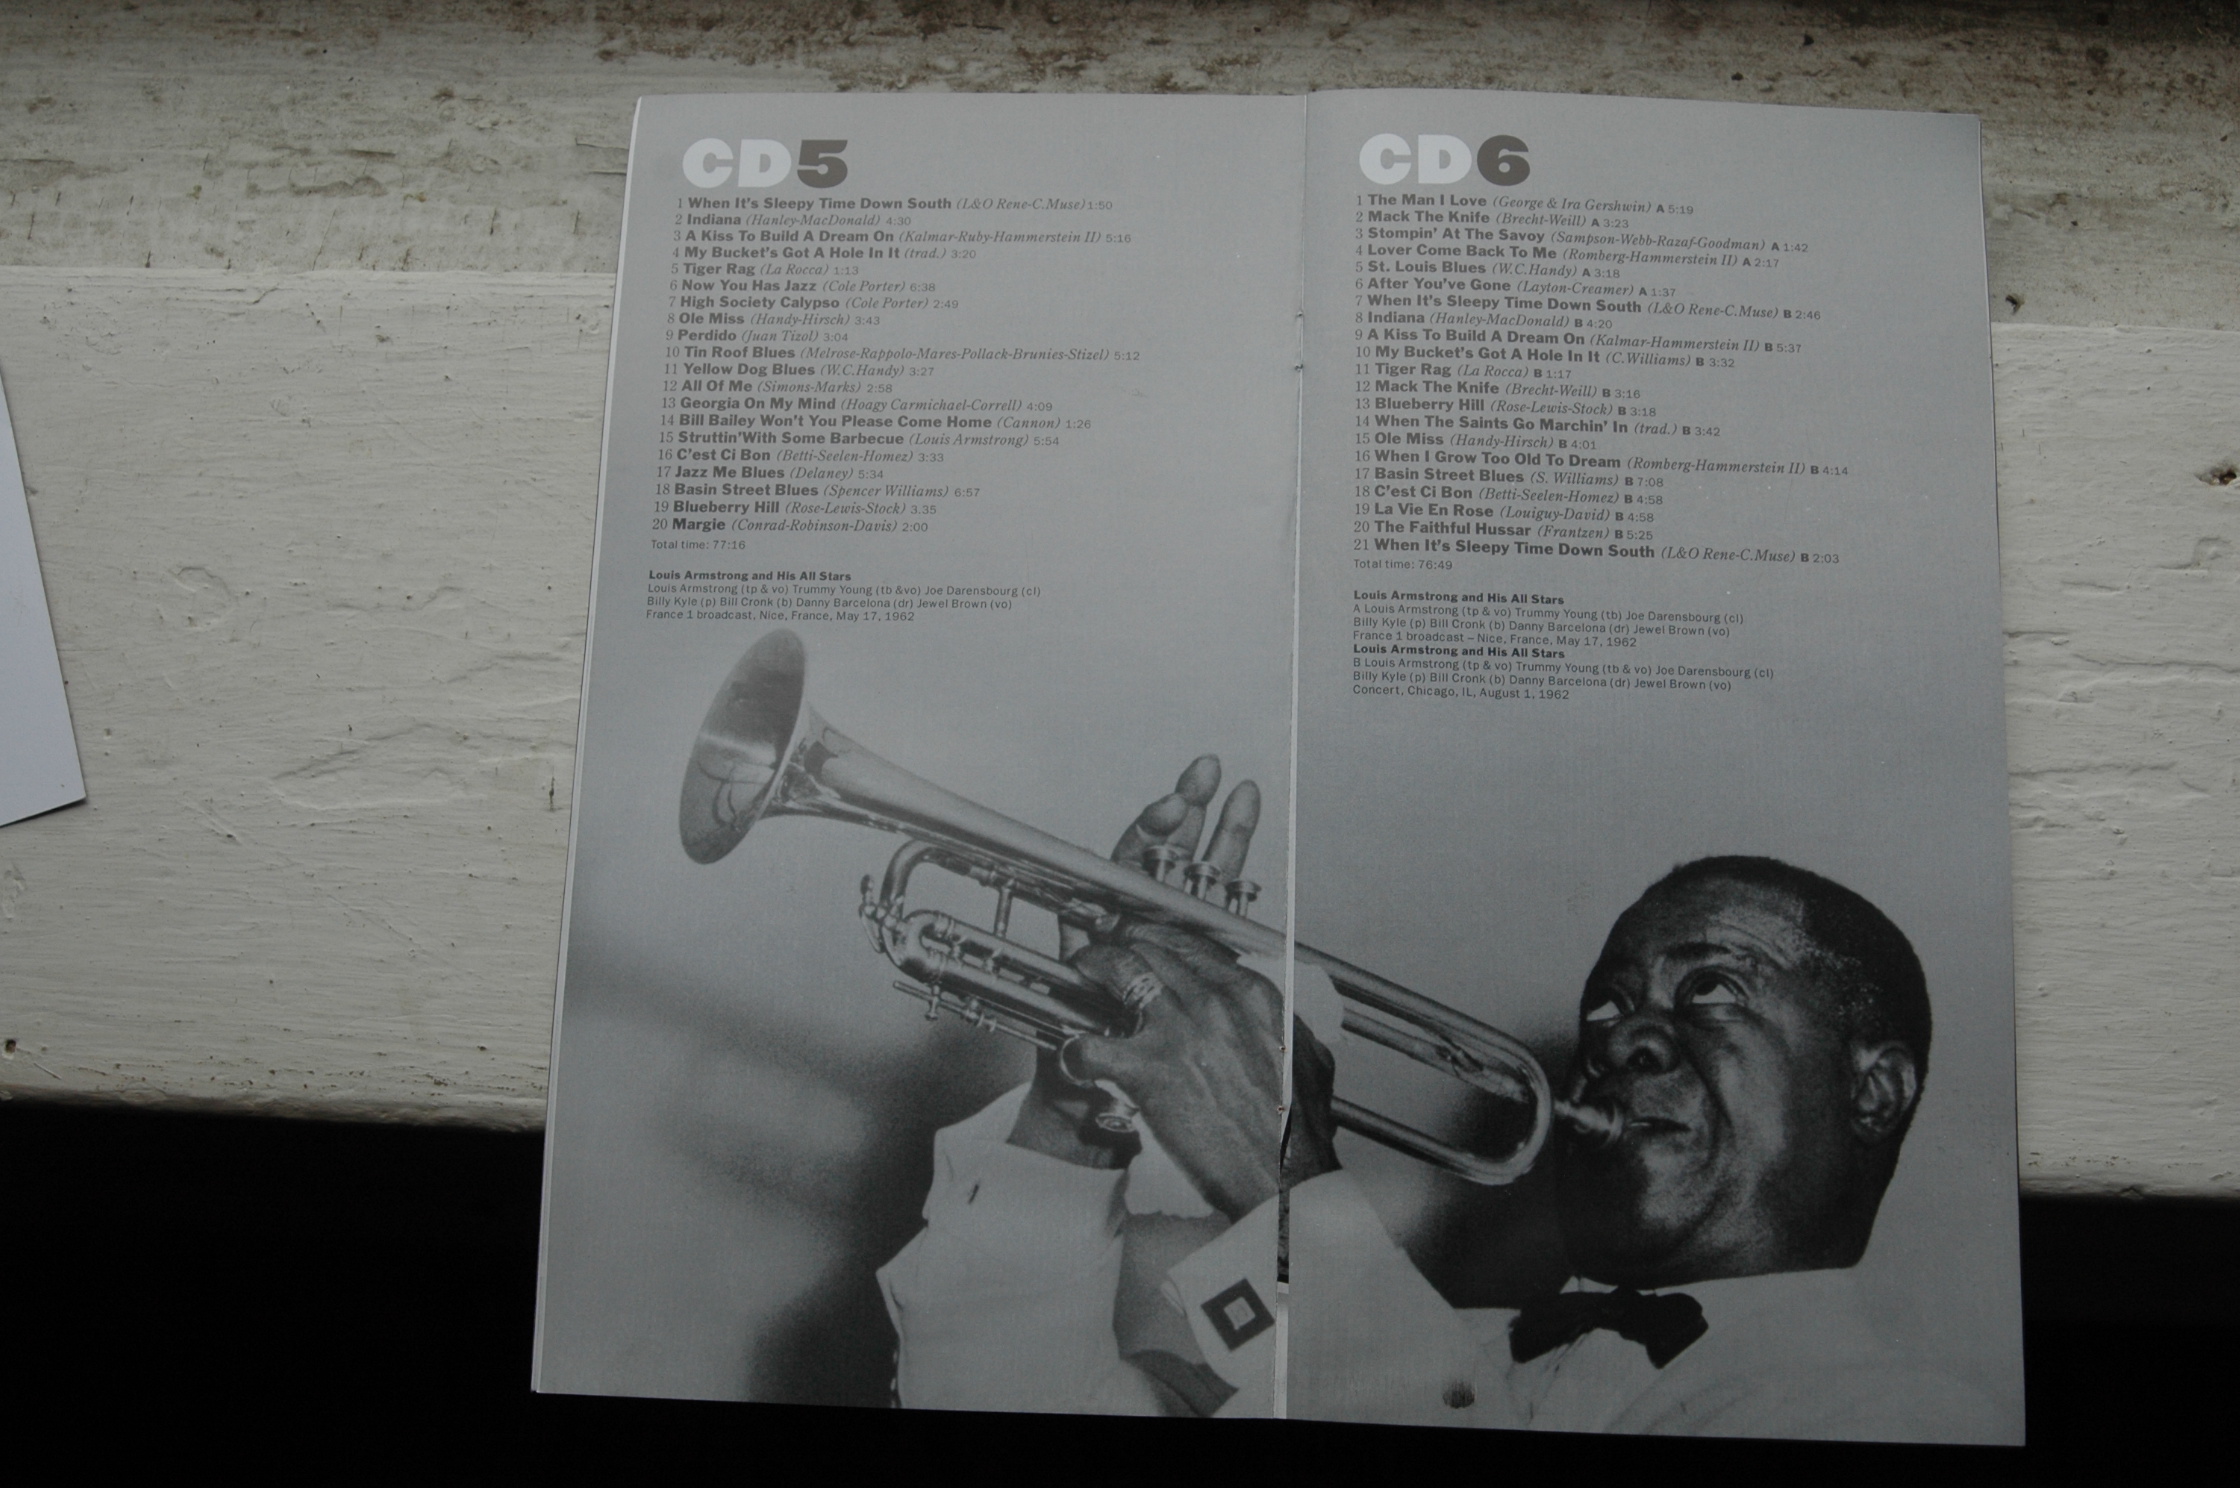 CD5
1 When It's Sleepy Time Down South (L&O Rene-C.Muse) 1:50
2 Indiana (Hanley-MacDonald) 4:30
3 A Kiss To Build A Dream On (Kalmar-Ruby-Hammerstein II) 5:16
4 My Bucket's Got A Hole In It (trad.) 3:20
5 Tiger Rag (La Rocca) 1:13
6 Now You Has Jazz (Cole Porter) 6:38
7 High Society Calypso (Cole Porter) 2:49
8 Ole Miss (Handy-Hirsch) 3:43
9 Perdido (Juan Tizol) 3:04
10 Tin Roof Blues (Melrose-Rappolo-Mares-Pollack-Brunies-Stizel) 5:12
11 Yellow Dog Blues (W.C.Handy) 3:27
12 All Of Me (Simons-Marks) 2:58
13 Georgia On My Mind (Hoagy Carmichael-Correll) 4:09
14 Bill Bailey Won't You Please Come Home (Cannon) 1:26
15 Struttin'With Some Barbecue (Louis Armstrong) 5:54
16 C'est Ci Bon (Betti-Seelen-Homez) 3:33
17 Jazz Me Blues (Delaney) 5:34
18 Basin Street Blues (Spencer Williams) 6:57
19 Blueberry Hill (Rose-Lewis-Stock) 3.35
20 Margie (Conrad-Robinson-Davis) 2:00
Total time: 77:16
Louis Armstrong and His All Stars
Louis Armstrong (tp & vo) Trummy Young (tb &vo) Joe Darensbourg (cl)
Billy Kyle (p) Bill Cronk (b) Danny Barcelona (dr) Jewel Brown (vo)
France 1 broadcast, Nice, France, May 17, 1962
CD6
1 The Man I Love (George & Ira Gershwin) A 5:19
2 Mack The Knife (Brecht-Weill) A 3:23
3 Stompin' At The Savoy (Sampson-Webb-Razaf-Goodman) A 1:42
4 Lover Come Back To Me (Romberg-Hammerstein II) A 2:17
5 St. Louis Blues (W.C.Handy) A 3:18
6 After You've Gone (Layton-Creamer) A 1:37
7 When It's Sleepy Time Down South (L&O Rene-C.Muse) B 2:46
8 Indiana (Hanley-MacDonald) B 4:20
9 A Kiss To Build A Dream On (Kalmar-Hammerstein II) B 5:37
10 My Bucket's Got A Hole In It (C.Williams) B 3:32
11 Tiger Rag (La Rocca) B 1:17
12 Mack The Knife (Brecht-Weill) B 3:16
13 Blueberry Hill (Rose-Lewis-Stock) B 3:18
14 When The Saints Go Marchin' In (trad.) B 3:42
15 Ole Miss (Handy-Hirsch) B 4:01
16 When I Grow Too Old To Dream (Romberg-Hammerstein II) B 4:14
17 Basin Street Blues (S. Williams) B 7:08
18 C'est Ci Bon (Betti-Seelen-Homez) B 4:58
19 La Vie En Rose (Louiguy-David) B 4:58
20 The Faithful Hussar (Frantzen) B 5:25
21 When It's Sleepy Time Down South (L&O Rene-C.Muse) B 2:03
Total time: 76:49
Louis Armstrong and His All Stars
A Louis Armstrong (tp & vo) Trummy Young (tb) Joe Darensbourg (cl)
Billy Kyle (p) Bill Cronk (b) Danny Barcelona (dr) Jewel Brown (vo)
France 1 broadcast – Nice, France, May 17, 1962
Louis Armstrong and His All Stars
B Louis Armstrong (tp & vo) Trummy Young (tb & vo) Joe Darensbourg (cl)
Billy Kyle (p) Bill Cronk (b) Danny Barcelona (dr) Jewel Brown (vo)
Concert, Chicago, IL, August 1, 1962